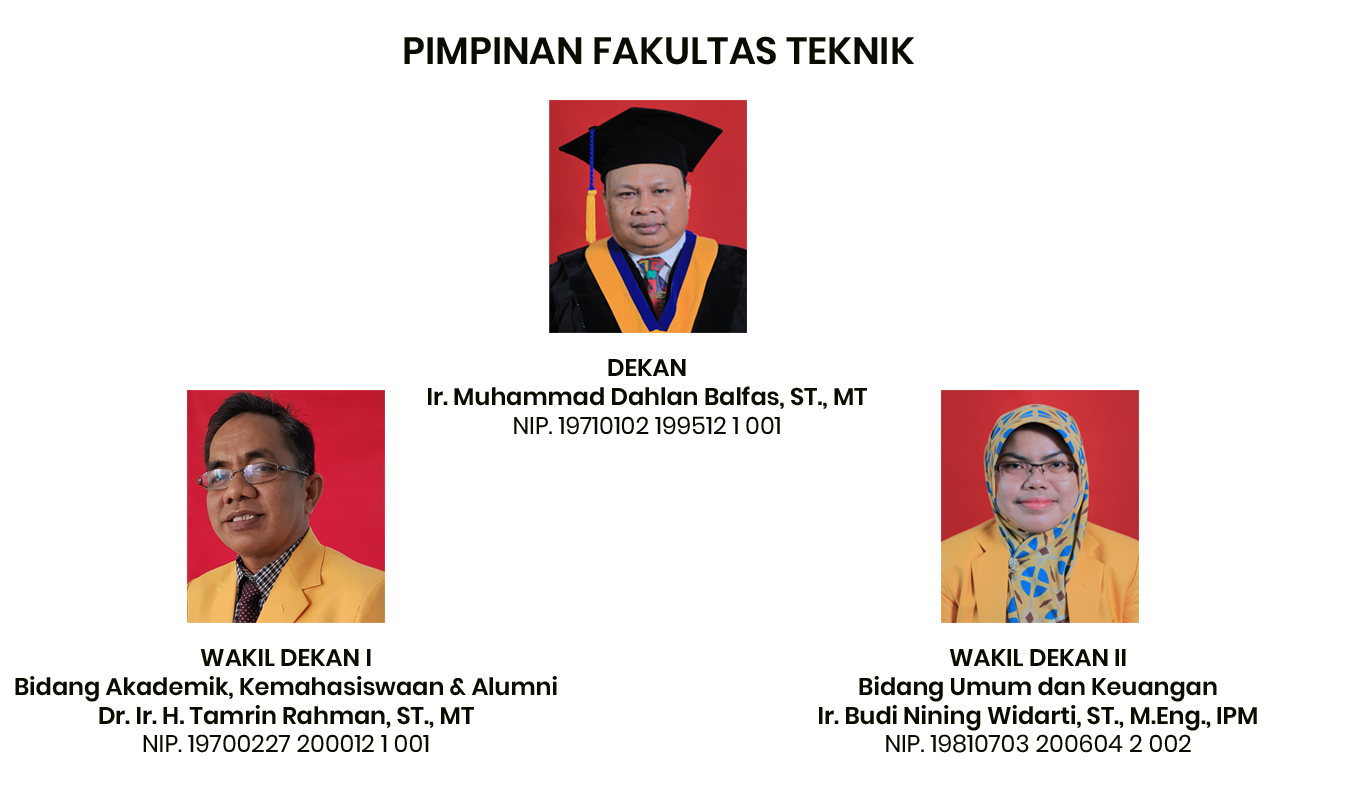 PIMPINAN FAKULTAS TEKNIK
DEKAN
Ir. Muhammad Dahlan Balfas, ST., MT
NIP. 19710102 199512 1 001
WAKIL DEKAN I
Bidang Akademik, Kemahasiswaan & Alumni
Dr. Ir. H. Tamrin Rahman, ST., MT
NIP. 19700227 200012 1 001
WAKIL DEKAN II
Bidang Umum dan Keuangan
Ir. Budi Nining Widarti, ST., M.Eng., IPM
NIP. 19810703 200604 2 002